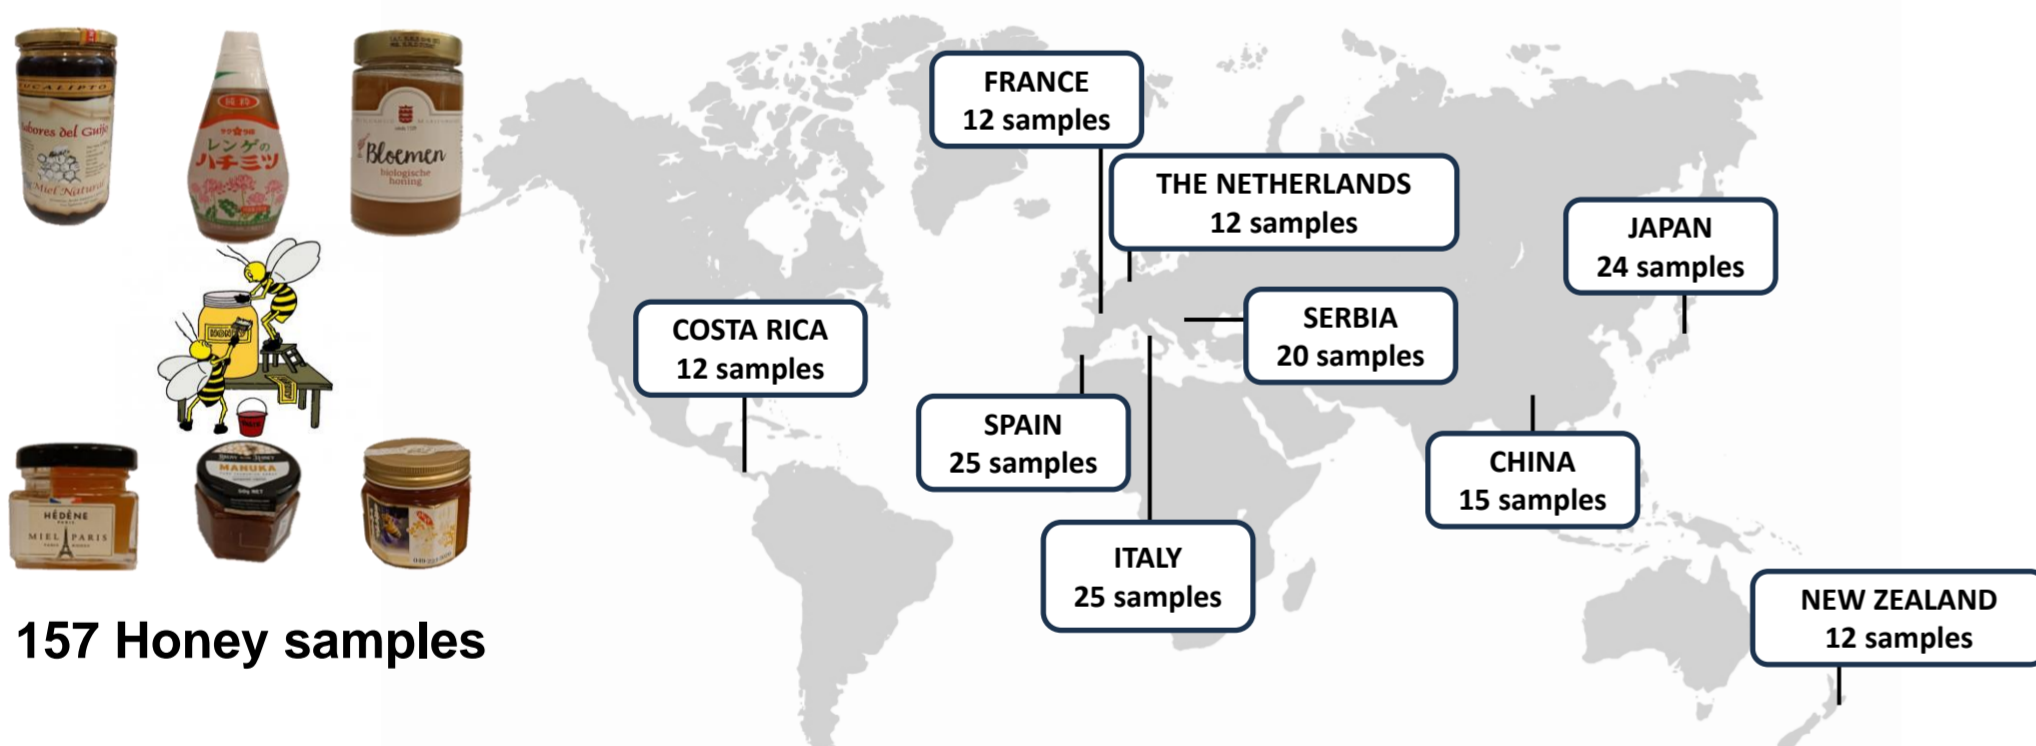 EUCALIPTO
Sabores del Guijo
Miel Natural
レンゲの
ハチミツ
Bloemen
biologische
honing
HÉDÈNE
PARIS
MIEL PARIS
MANUKA
157 Honey samples
FRANCE
12 samples
THE NETHERLANDS
12 samples
JAPAN
24 samples
COSTA RICA
12 samples
SERBIA
20 samples
SPAIN
25 samples
CHINA
15 samples
ITALY
25 samples
NEW ZEALAND
12 samples